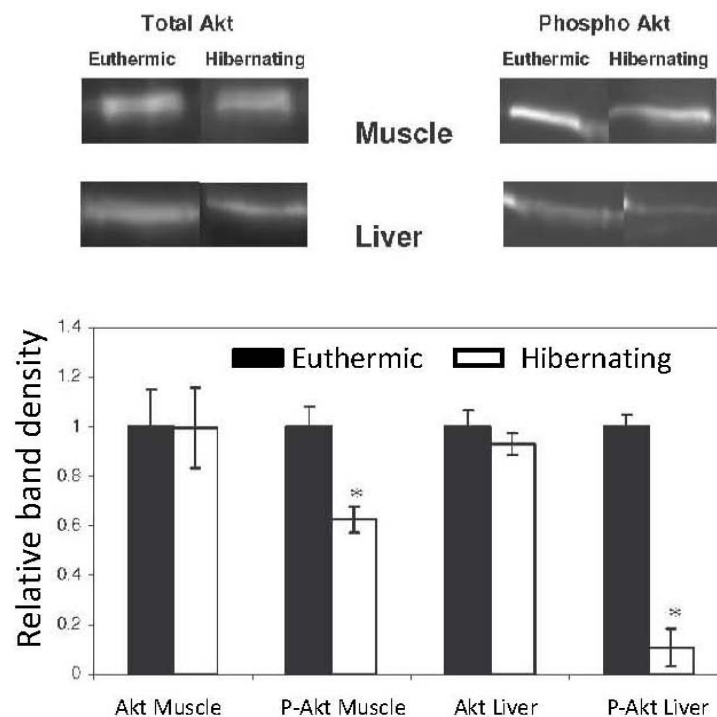 Total Akt Phospho Akt
Euthermic Hibernating Euthermic Hibernating
Muscle
Liver
1.4
1.2
1
0.8
0.6
0.4
0.2
0
Relative band density
Euthermic Hibernating
*
*
Akt Muscle P-Akt Muscle Akt Liver P-Akt Liver